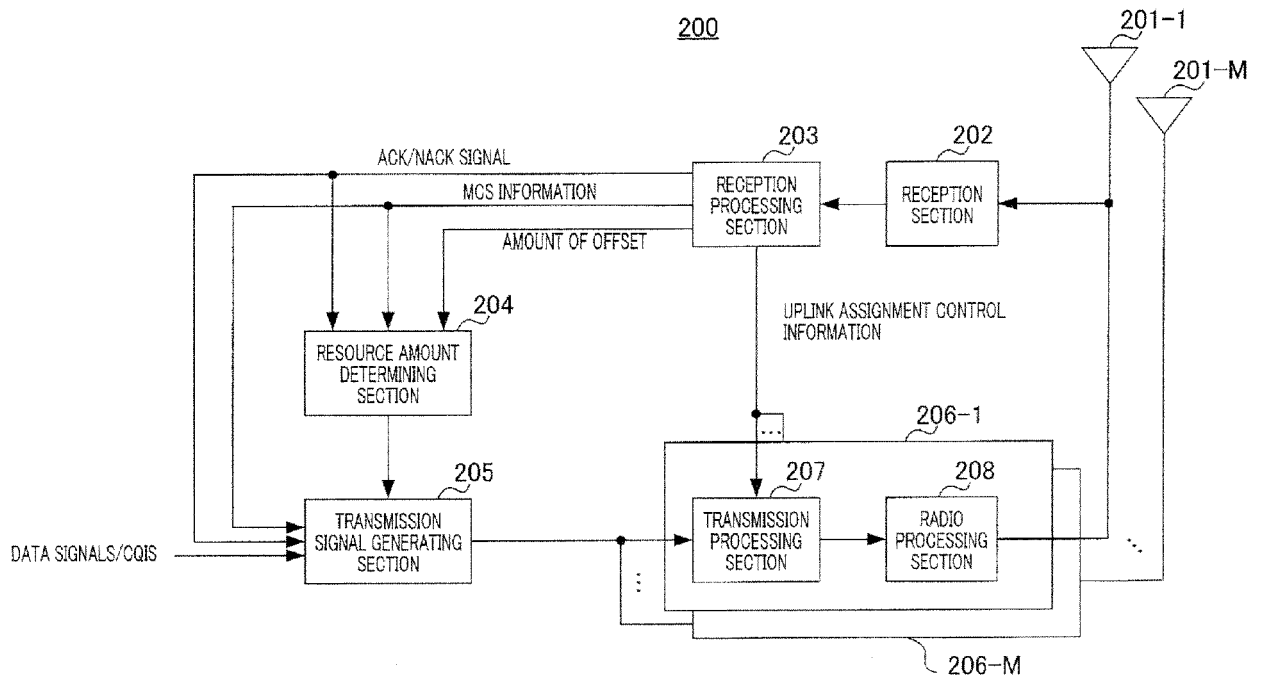 200
201-1
201-M
203
202
ACK/NACK SIGNAL
MCS INFORMATION
AMOUNT OF OFFSET
RECEPTION
PROCESSING
SECTION
RECEPTION
SECTION
204
UPLINK ASSIGNMENT CONTROL
INFORMATION
RESOURCE AMOUNT
DETERMINING
SECTION
206-1
205
207
208
TRANSMISSION
SIGNAL GENERATING
SECTION
TRANSMISSION
PROCESSING
SECTION
RADIO
PROCESSING
SECTION
DATA SIGNALS/CQIS
206-M